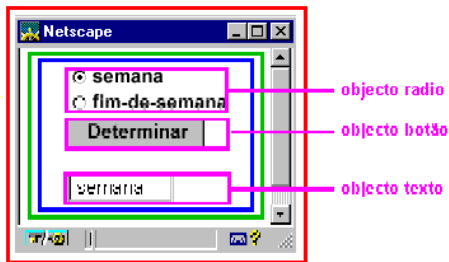 Netscape
semana
fim-de-semana
objecto radio
Determinar
objecto botão
semana
objecto texto